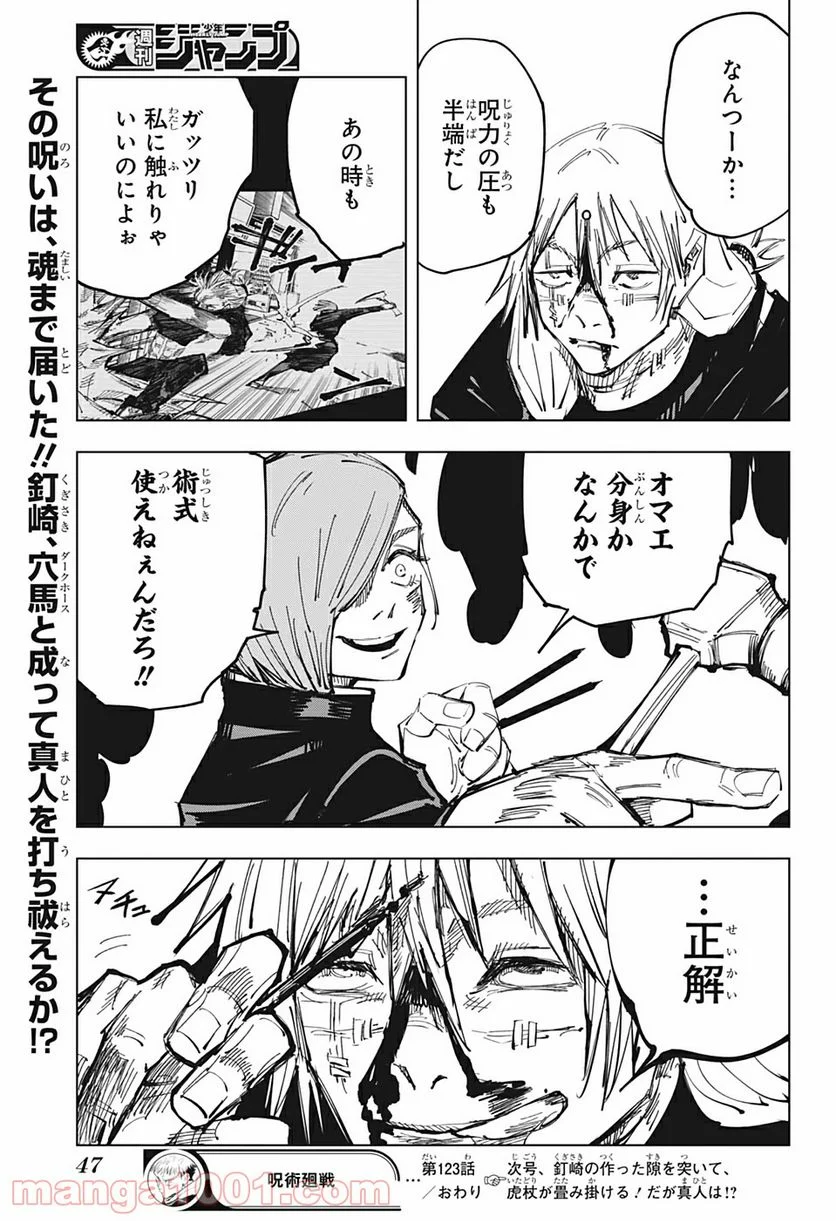 なんつーか…
呪力の圧も
半端だし
週刊
少年
ジャンプ
あの時も
ガッツリ
私に触れりゃ
いいのによぉ
ギギィ
オマエ
分身か
なんかで
術式
使えねぇんだろ!!
…正解
ヌチュ
その呪いは、魂まで届いた!!釘崎、穴馬と成って真人を打ち祓えるか!?
47
呪術廻戦
…
第123話
/おわり
☞次号、釘崎の作った隙を突いて、
虎杖が畳み掛ける!だが真人は!?
manga1001.com